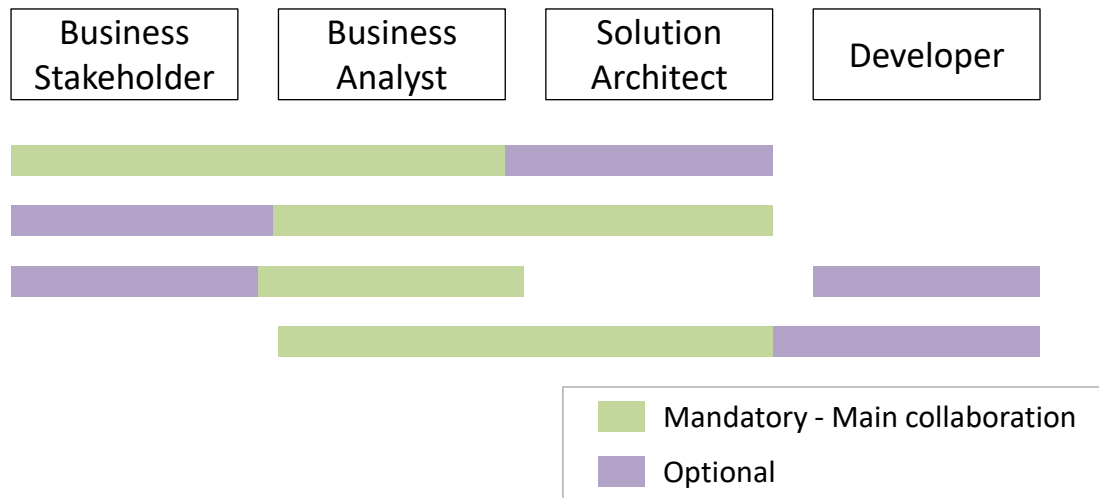 Business
Stakeholder
Business
Analyst
Solution
Architect
Developer
Mandatory - Main collaboration
Optional